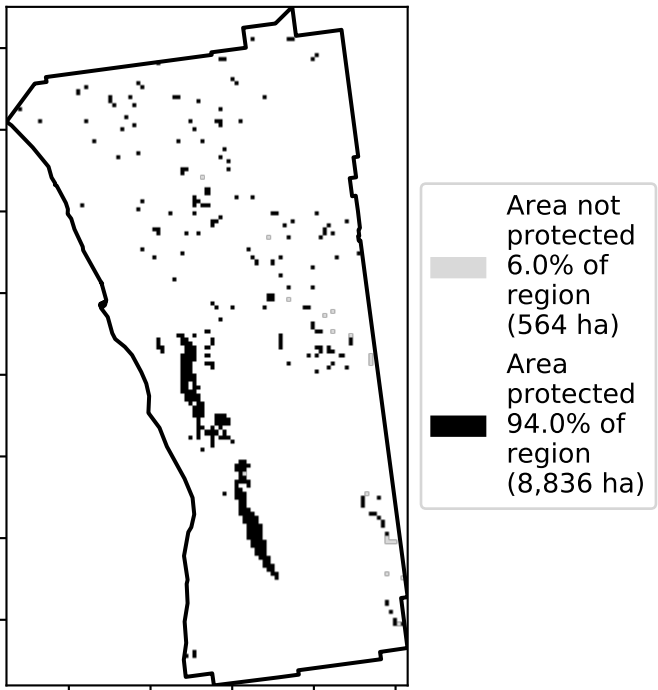 Area not
protected
6.0% of
region
(564 ha)
Area
protected
94.0% of
region
(8,836 ha)